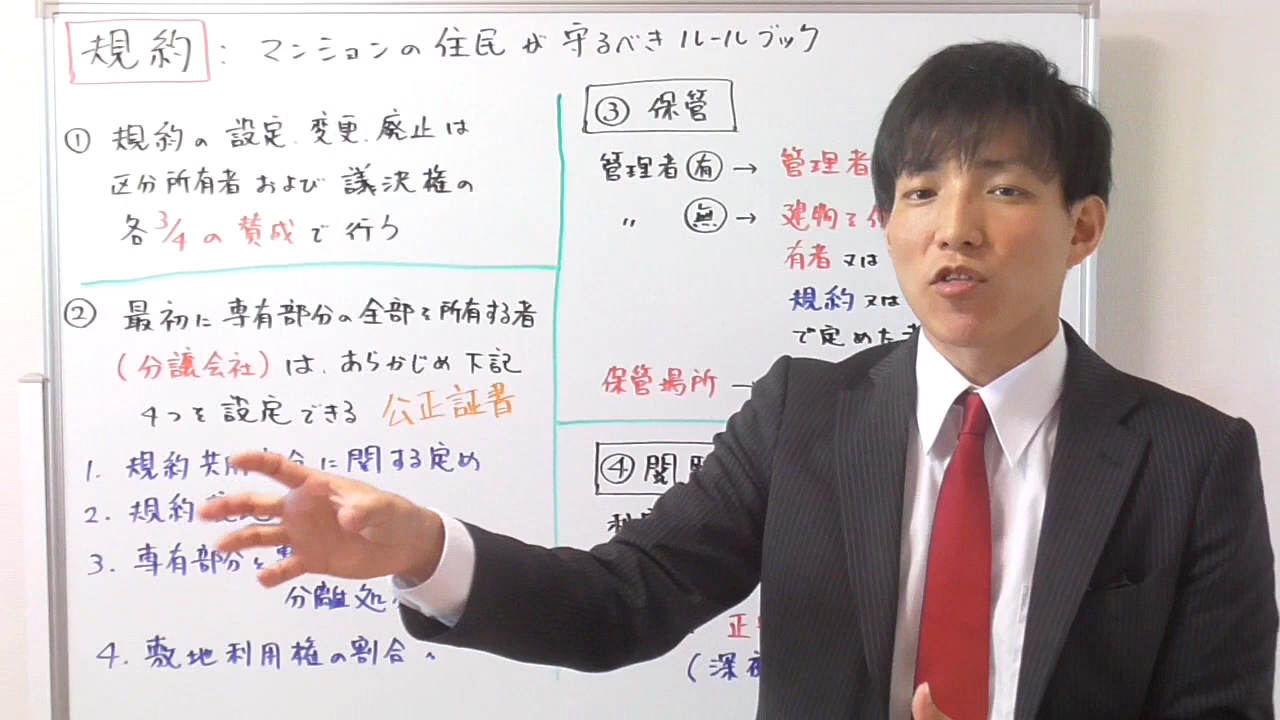 規約 : マンションの住民が守るべきルールブック
① 規約の設定、変更、廃止は
区分所有者および議決権の
各3/4の賛成で行う
② 最初に専有部分の全部を所有する者
(分譲会社)は、あらかじめ下記
4つを設定できる 公正証書
1. 規約共用 に関する定め
2. 規約
3. 専有部分と
分離処
4. 敷地利用権の割合
③ 保管
管理者有→ 管理者
〃 無→ 建物を
有者又は
規約又は
で定めた
保管場所→
④ 閲
正
(深夜